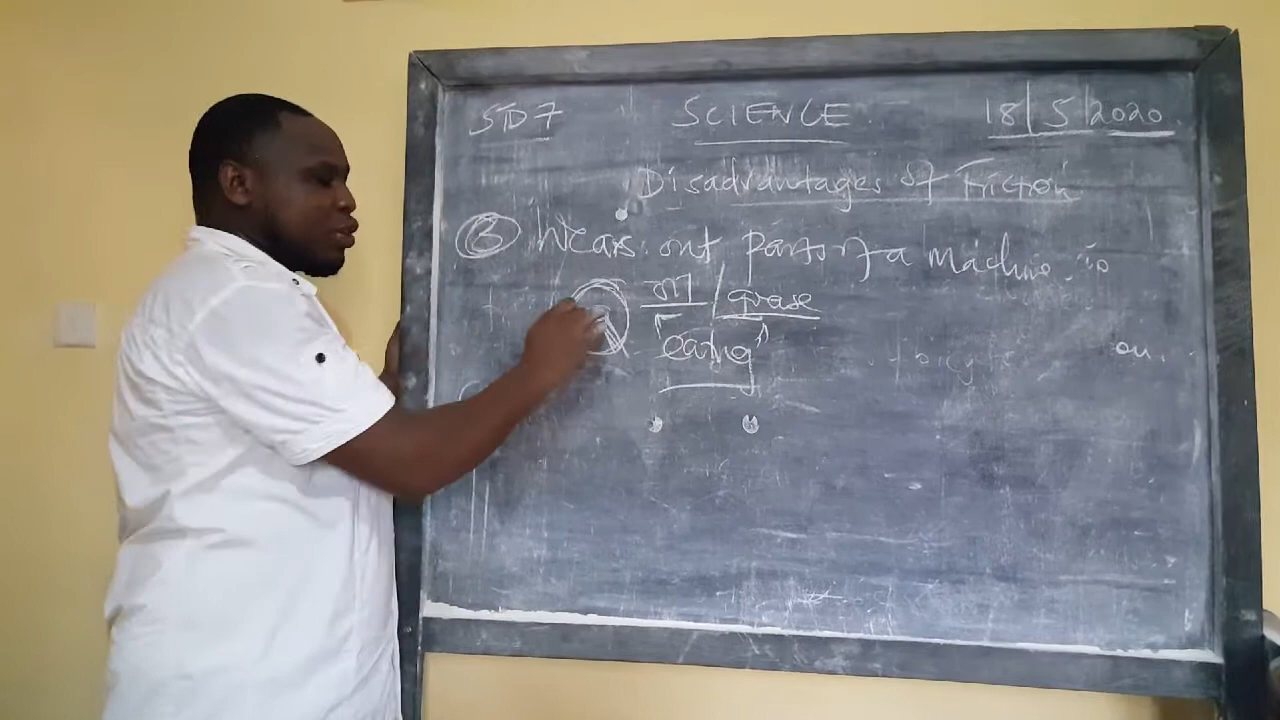 STD7 SCIENCE 18/5/2020
Disadvantages of Friction
③ Wears out parts of a machine
oil / grease
"eating"